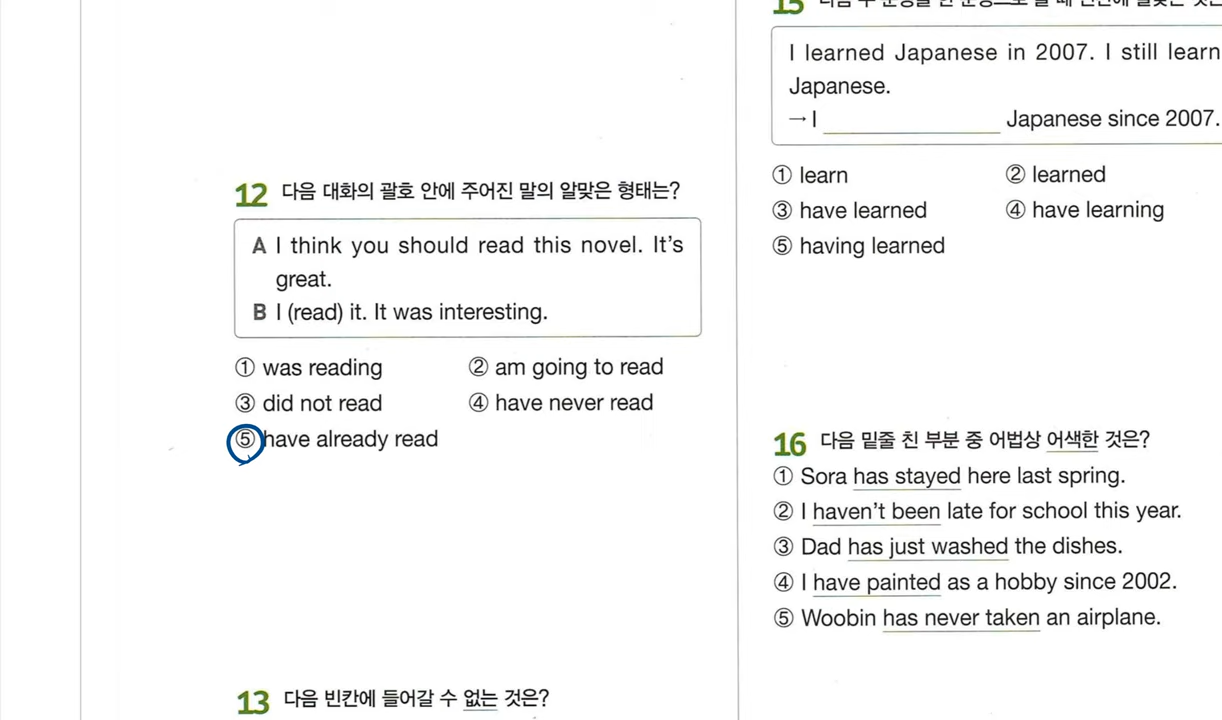 12 다음 대화의 괄호 안에 주어진 말의 알맞은 형태는?
A I think you should read this novel. It's
great.
B I (read) it. It was interesting.
① was reading ② am going to read
③ did not read ④ have never read
⑤ have already read
13 다음 빈칸에 들어갈 수 없는 것은?
15
I learned Japanese in 2007. I still learn
Japanese.
→ I ____________ Japanese since 2007.
① learn ② learned
③ have learned ④ have learning
⑤ having learned
16 다음 밑줄 친 부분 중 어법상 어색한 것은?
① Sora has stayed here last spring.
② I haven't been late for school this year.
③ Dad has just washed the dishes.
④ I have painted as a hobby since 2002.
⑤ Woobin has never taken an airplane.